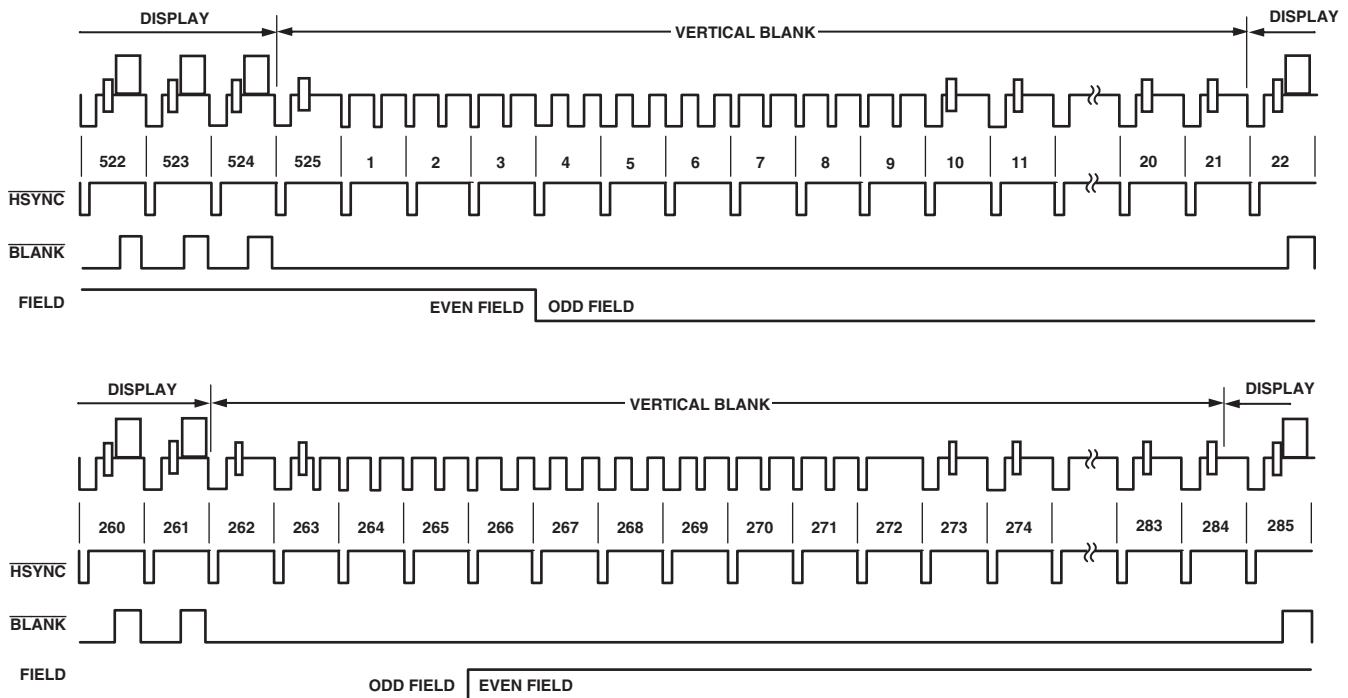 DISPLAY VERTICAL BLANK DISPLAY
522 523 524 525 1 2 3 4 5 6 7 8 9 10 11 20 21 22
HSYNC
BLANK
FIELD EVEN FIELD ODD FIELD
DISPLAY VERTICAL BLANK DISPLAY
260 261 262 263 264 265 266 267 268 269 270 271 272 273 274 283 284 285
HSYNC
BLANK
FIELD ODD FIELD EVEN FIELD